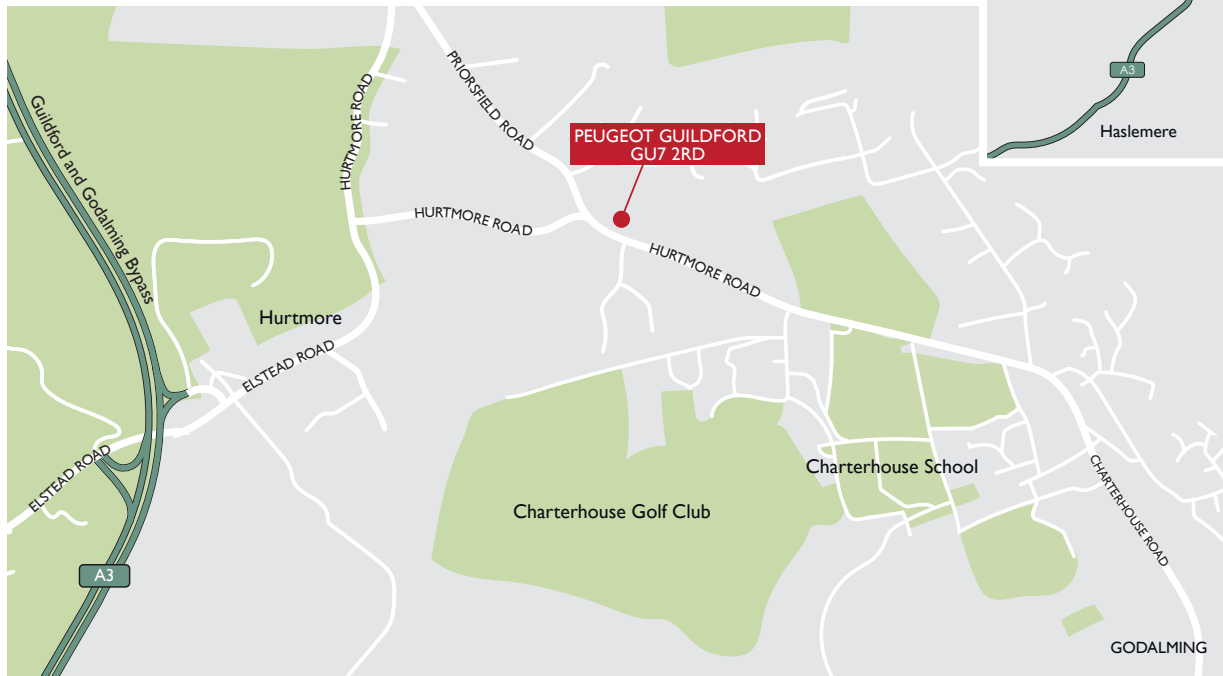 A3
Haslemere
PRIORSFIELD ROAD
HURTMORE ROAD
Guildford and Godalming Bypass
PEUGEOT GUILDFORD
GU7 2RD
HURTMORE ROAD
HURTMORE ROAD
Hurtmore
ELSTEAD ROAD
ELSTEAD ROAD
Charterhouse School
Charterhouse Golf Club
CHARTERHOUSE ROAD
A3
GODALMING